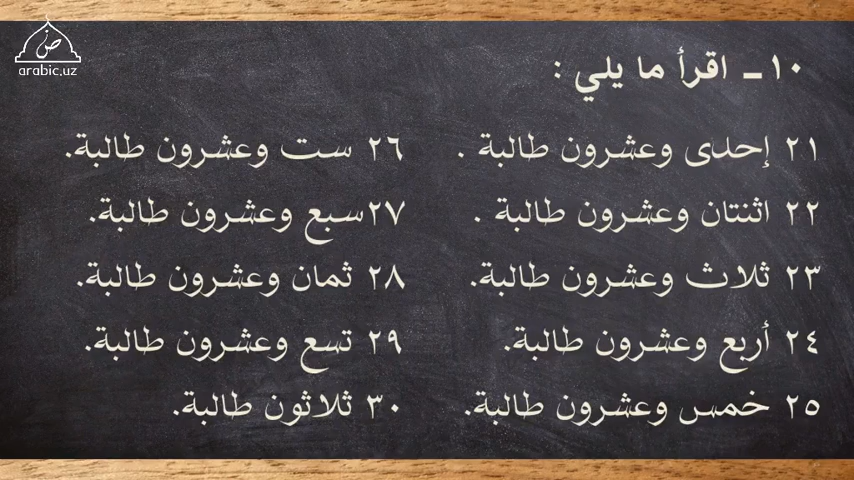 ض
arabic.uz
١٠ - اقرأ ما يلي :
٢١ إحدى وعشرون طالبة .
٢٢ اثنتان وعشرون طالبة .
٢٣ ثلاث وعشرون طالبة.
٢٤ أربع وعشرون طالبة.
٢٥ خمس وعشرون طالبة.
٢٦ ست وعشرون طالبة.
٢٧سبع وعشرون طالبة.
٢٨ ثمان وعشرون طالبة.
٢٩ تسع وعشرون طالبة.
٣٠ ثلاثون طالبة.